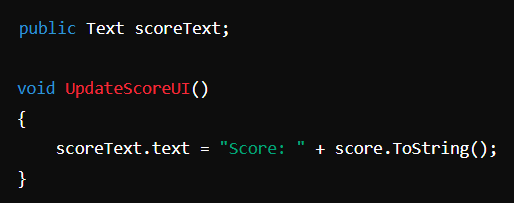 public Text scoreText;
void UpdateScoreUI()
{
    scoreText.text = "Score: " + score.ToString();
}